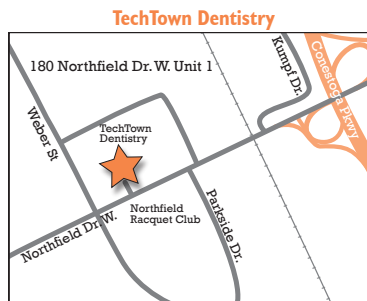 TechTown Dentistry
180 Northfield Dr. W. Unit 1
Kumpf Dr.
Conestoga Pkwy
Weber St
TechTown
Dentistry
Northfield
Racquet Club
Parkside Dr.
Northfield Dr. W.